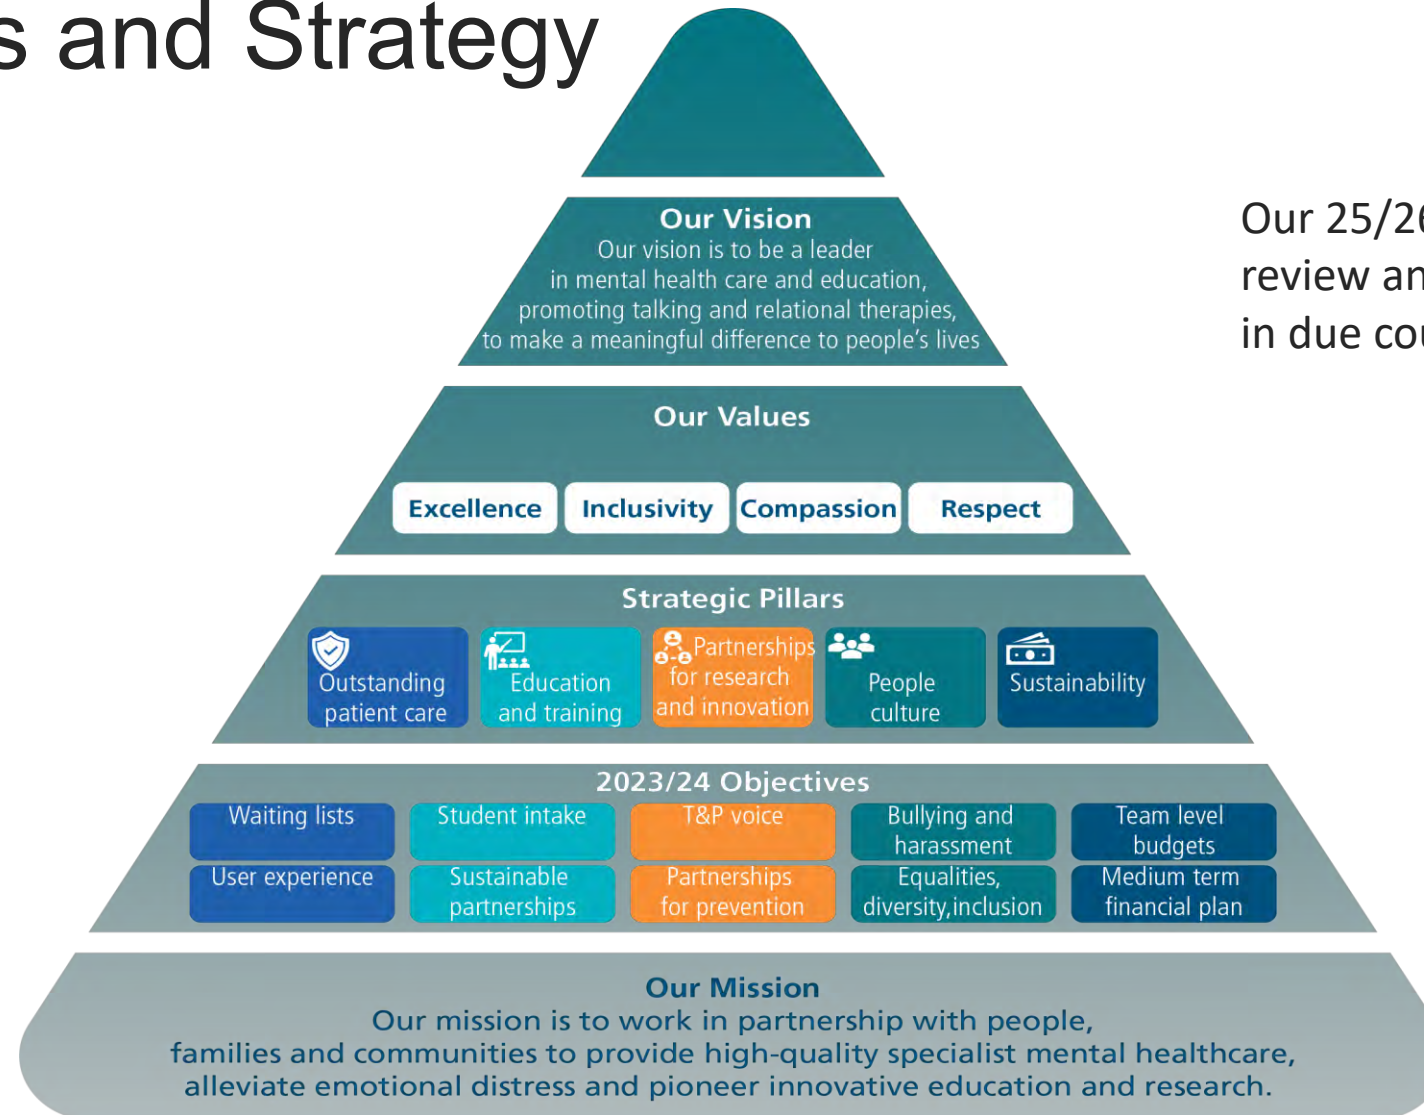 s and Strategy
Our Vision
Our vision is to be a leader
in mental health care and education,
promoting talking and relational therapies,
to make a meaningful difference to people's lives
Our 25/26
review an
in due cou
Our Values
Excellence Inclusivity Compassion Respect
Strategic Pillars
Outstanding
patient care
Education
and training
Partnerships
for research
and innovation
People
culture
Sustainability
2023/24 Objectives
Waiting lists
User experience
Student intake
Sustainable
partnerships
T&P voice
Partnerships
for prevention
Bullying and
harassment
Equalities,
diversity,inclusion
Team level
budgets
Medium term
financial plan
Our Mission
Our mission is to work in partnership with people,
families and communities to provide high-quality specialist mental healthcare,
alleviate emotional distress and pioneer innovative education and research.